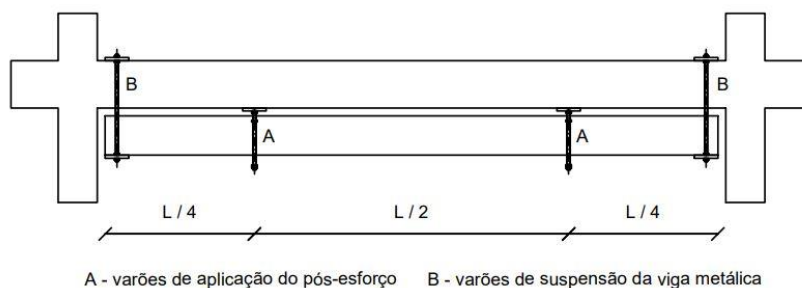 B
B
A
A
L / 4
L / 2
L / 4
A - varões de aplicação do pós-esforço B - varões de suspensão da viga metálica